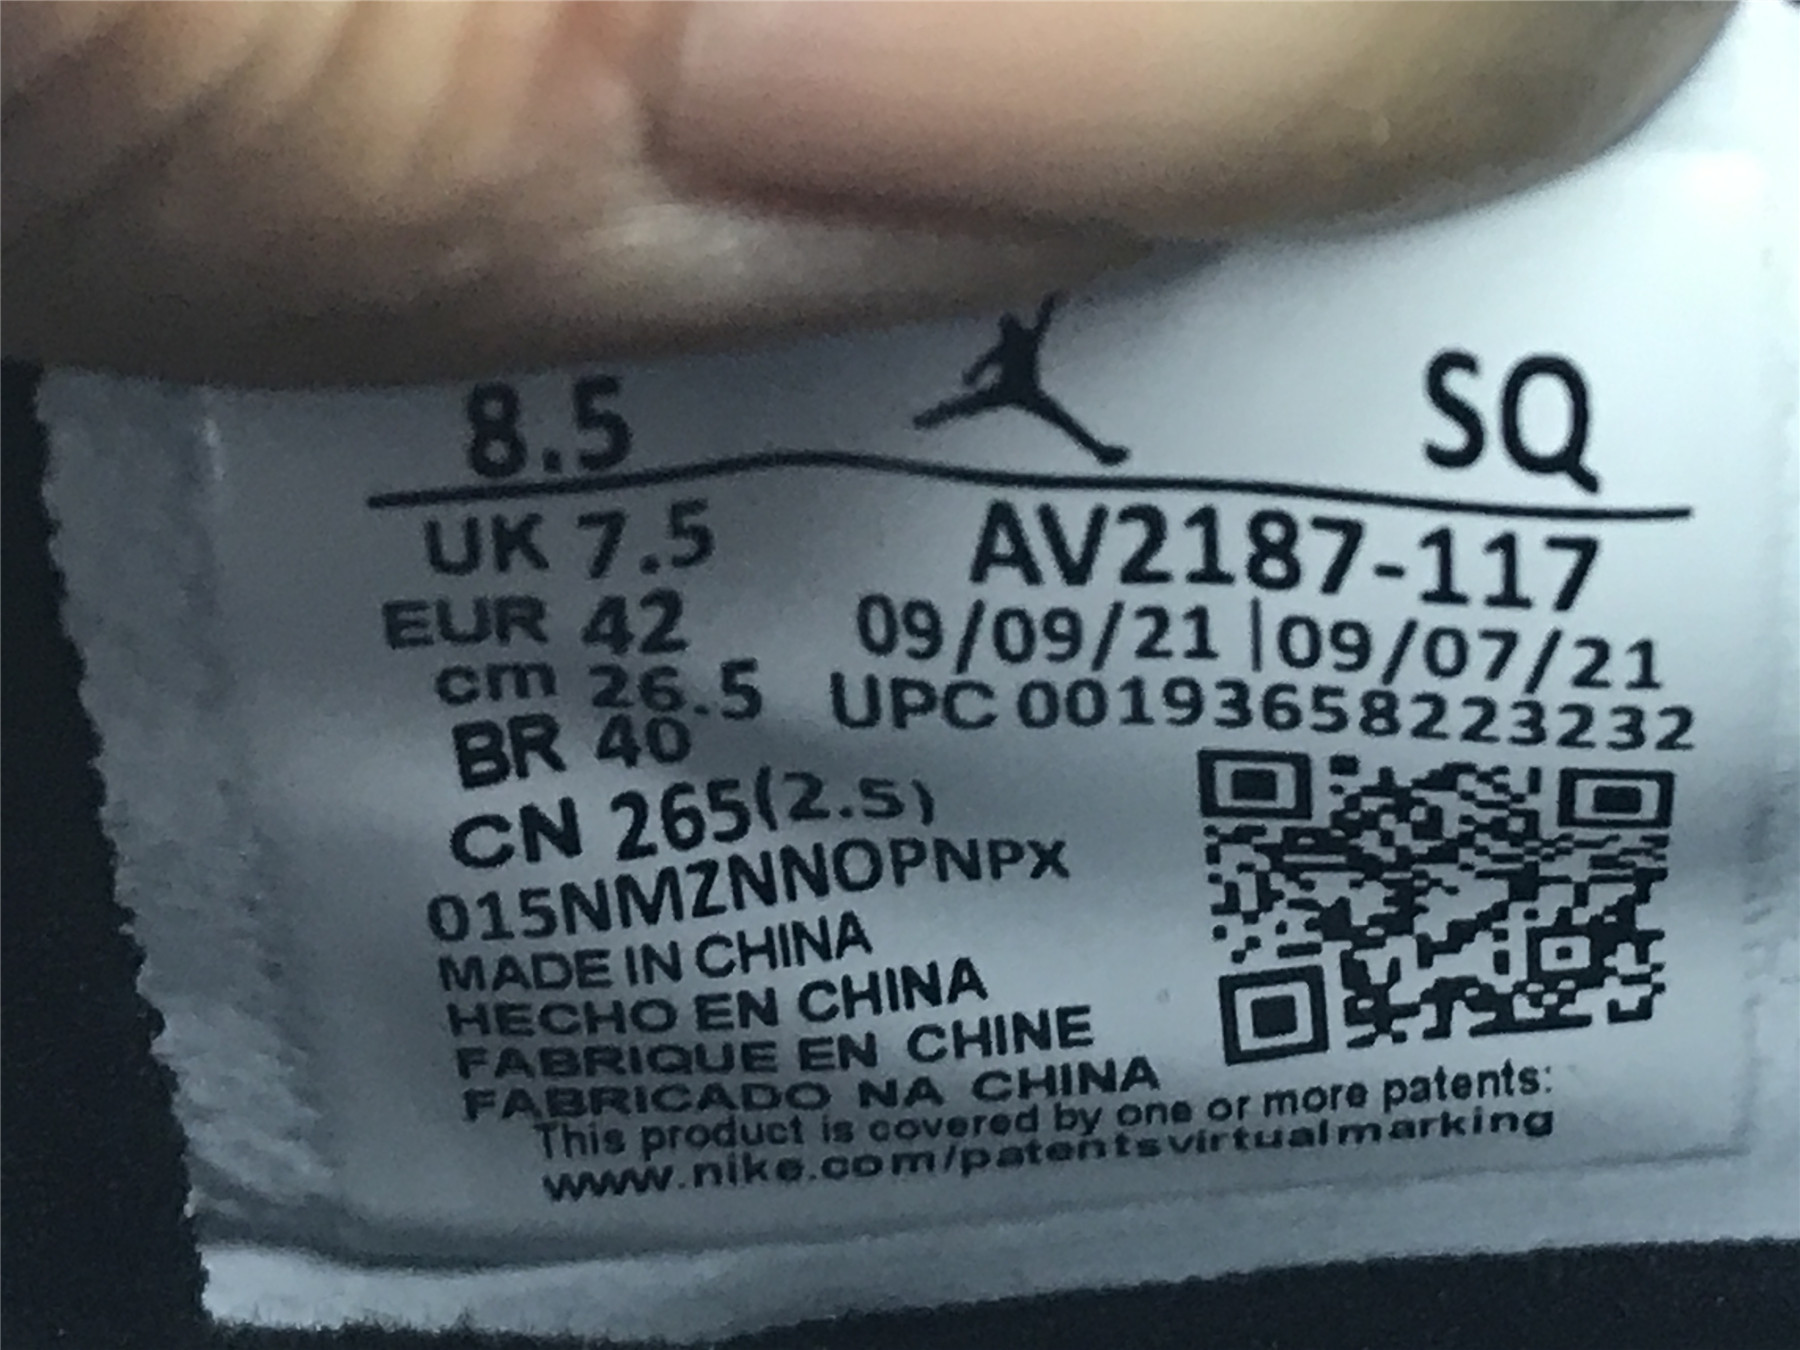 8.5 SQ
UK 7.5 AV2187-117
EUR 42 09/09/21 | 09/07/21
cm 26.5 UPC 00193658223232
BR 40
CN 265(2.5)
015NMZNNOPNPX
MADE IN CHINA
HECHO EN CHINA
FABRIQUE EN CHINE
FABRICADO NA CHINA
This product is covered by one or more patents:
www.nike.com/patentsvirtualmarking